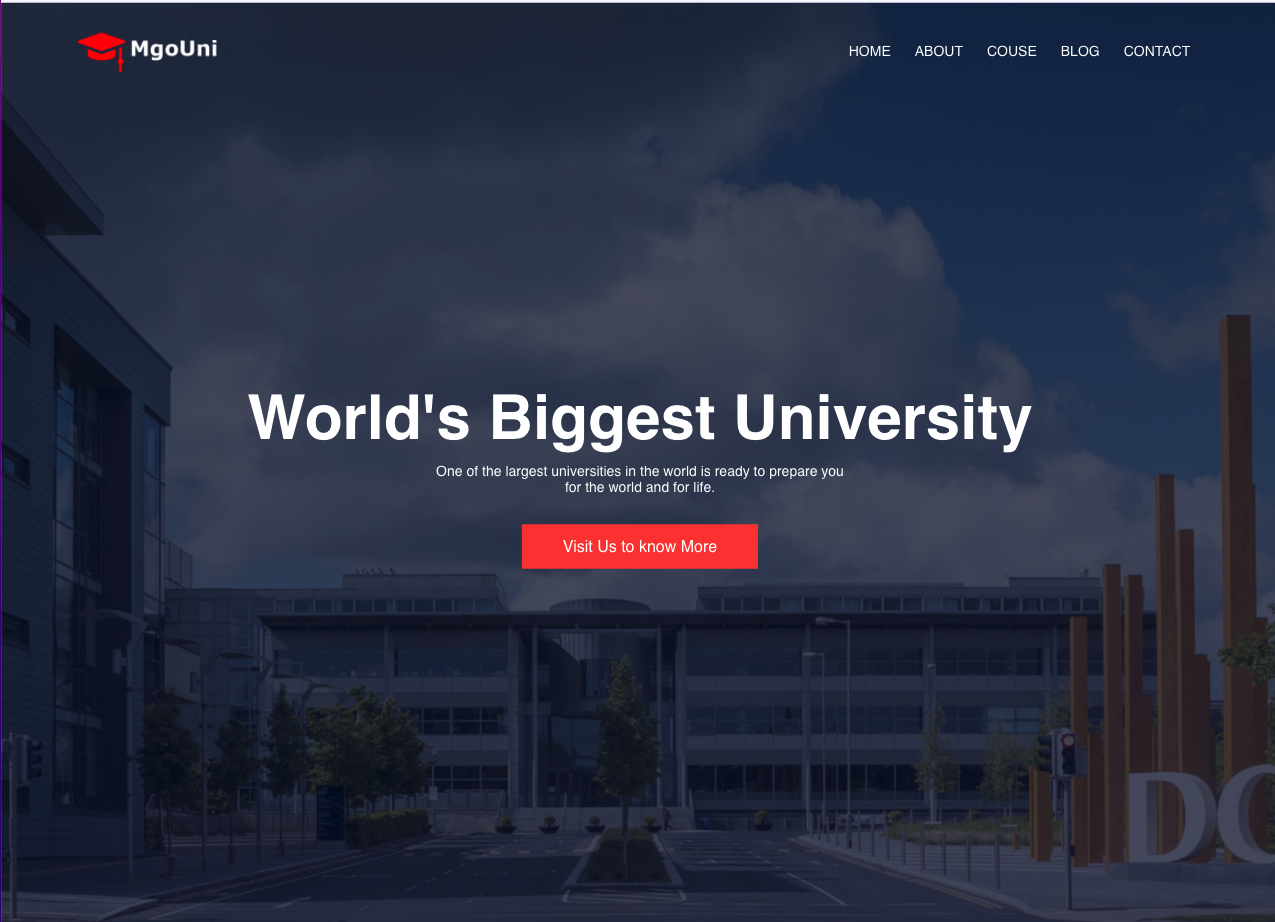 MgoUni
HOME ABOUT COUSE BLOG CONTACT
World's Biggest University
One of the largest universities in the world is ready to prepare you
for the world and for life.
Visit Us to know More
DC